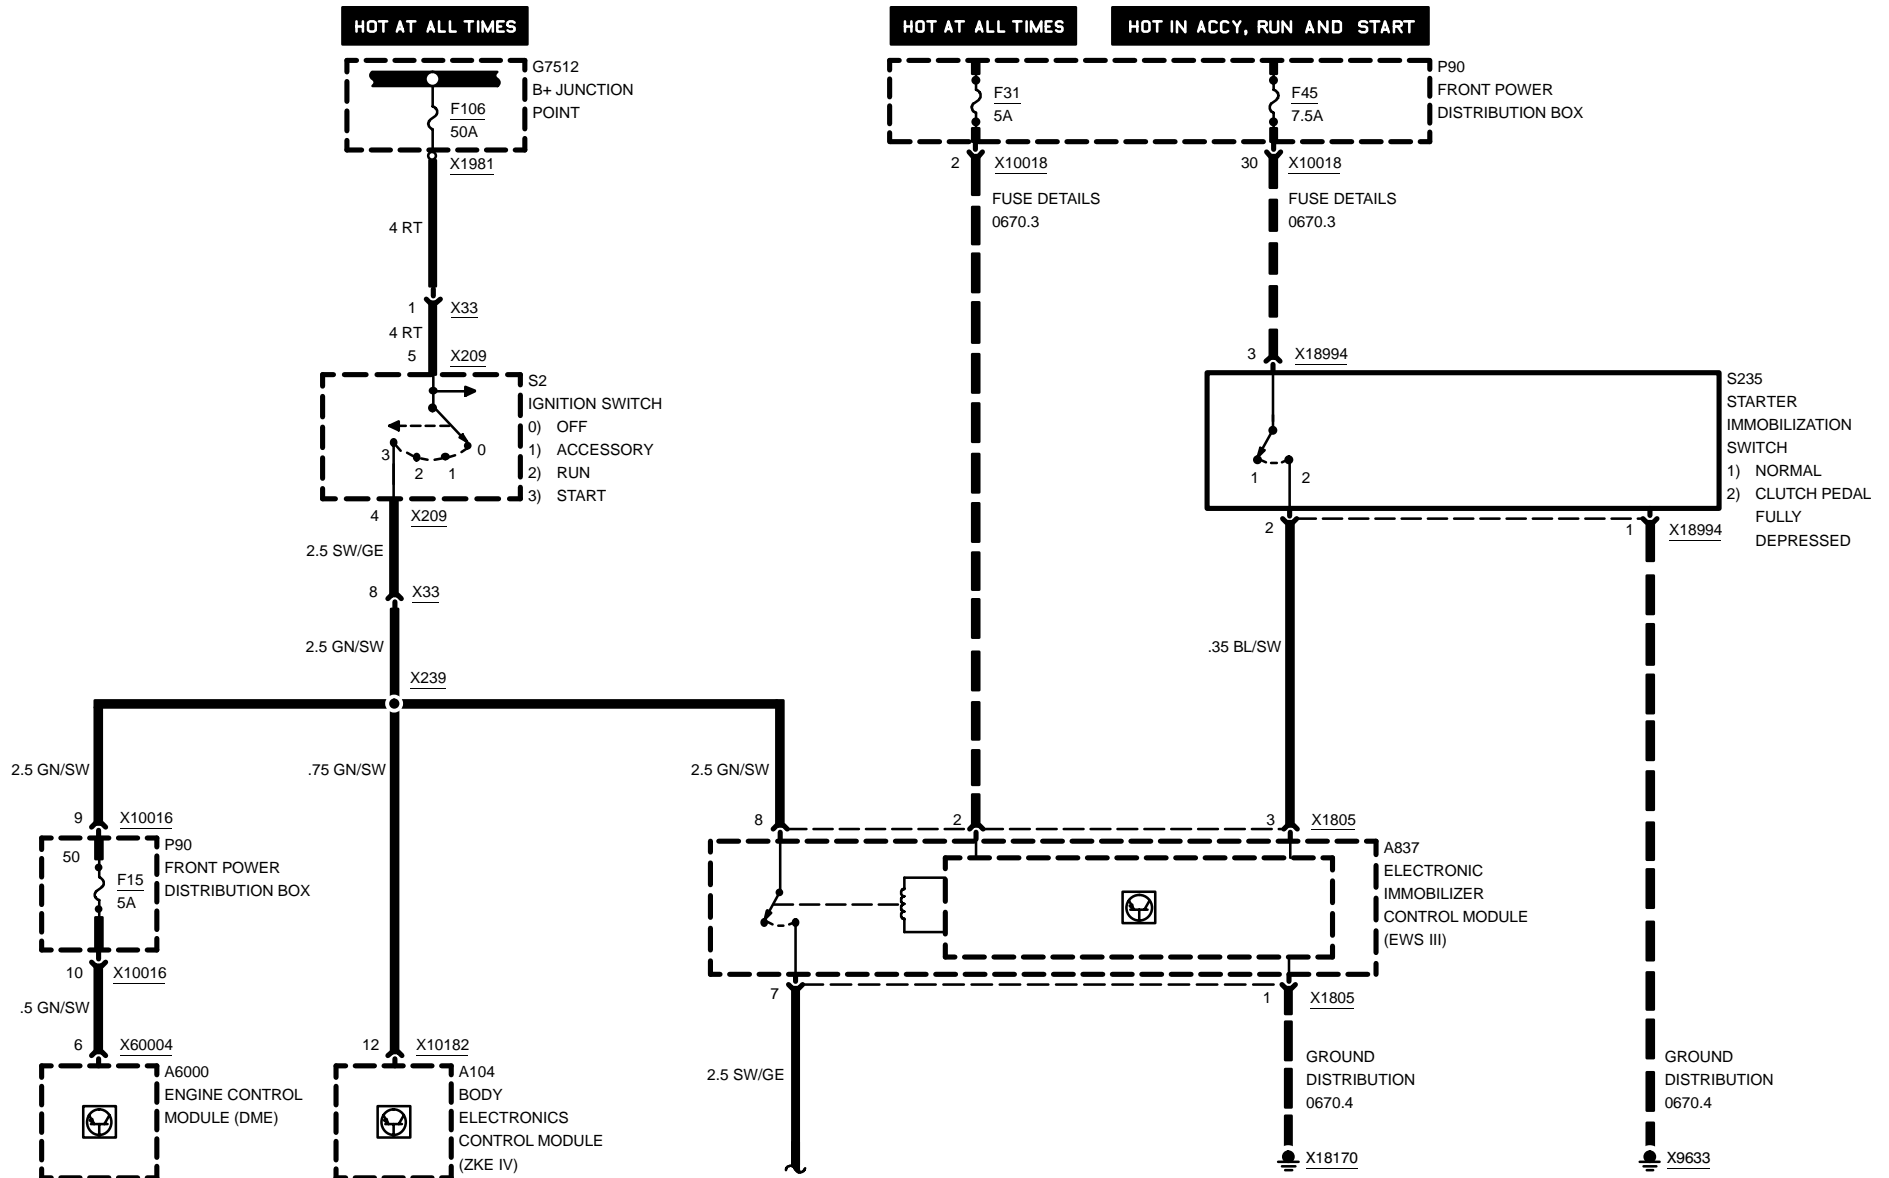 HOT AT ALL TIMES
HOT AT ALL TIMES
HOT IN ACCY, RUN AND START
G7512
B+ JUNCTION
POINT
F106
50A
X1981
4 RT
1
X33
4 RT
5
X209
S2
IGNITION SWITCH
0) OFF
1) ACCESSORY
2) RUN
3) START
3
2
1
0
4
X209
2.5 SW/GE
8
X33
2.5 GN/SW
X239
P90
FRONT POWER
DISTRIBUTION BOX
F31
5A
F45
7.5A
2
X10018
FUSE DETAILS
0670.3
30
X10018
FUSE DETAILS
0670.3
3
X18994
S235
STARTER
IMMOBILIZATION
SWITCH
1) NORMAL
2) CLUTCH PEDAL
FULLY
DEPRESSED
1
2
2
1
X18994
.35 BL/SW
2.5 GN/SW
.75 GN/SW
2.5 GN/SW
9
X10016
50
F15
5A
P90
FRONT POWER
DISTRIBUTION BOX
10
X10016
.5 GN/SW
6
X60004
A6000
ENGINE CONTROL
MODULE (DME)
12
X10182
A104
BODY
ELECTRONICS
CONTROL MODULE
(ZKE IV)
8
2
3
X1805
A837
ELECTRONIC
IMMOBILIZER
CONTROL MODULE
(EWS III)
7
1
X1805
2.5 SW/GE
GROUND
DISTRIBUTION
0670.4
X18170
GROUND
DISTRIBUTION
0670.4
X9633